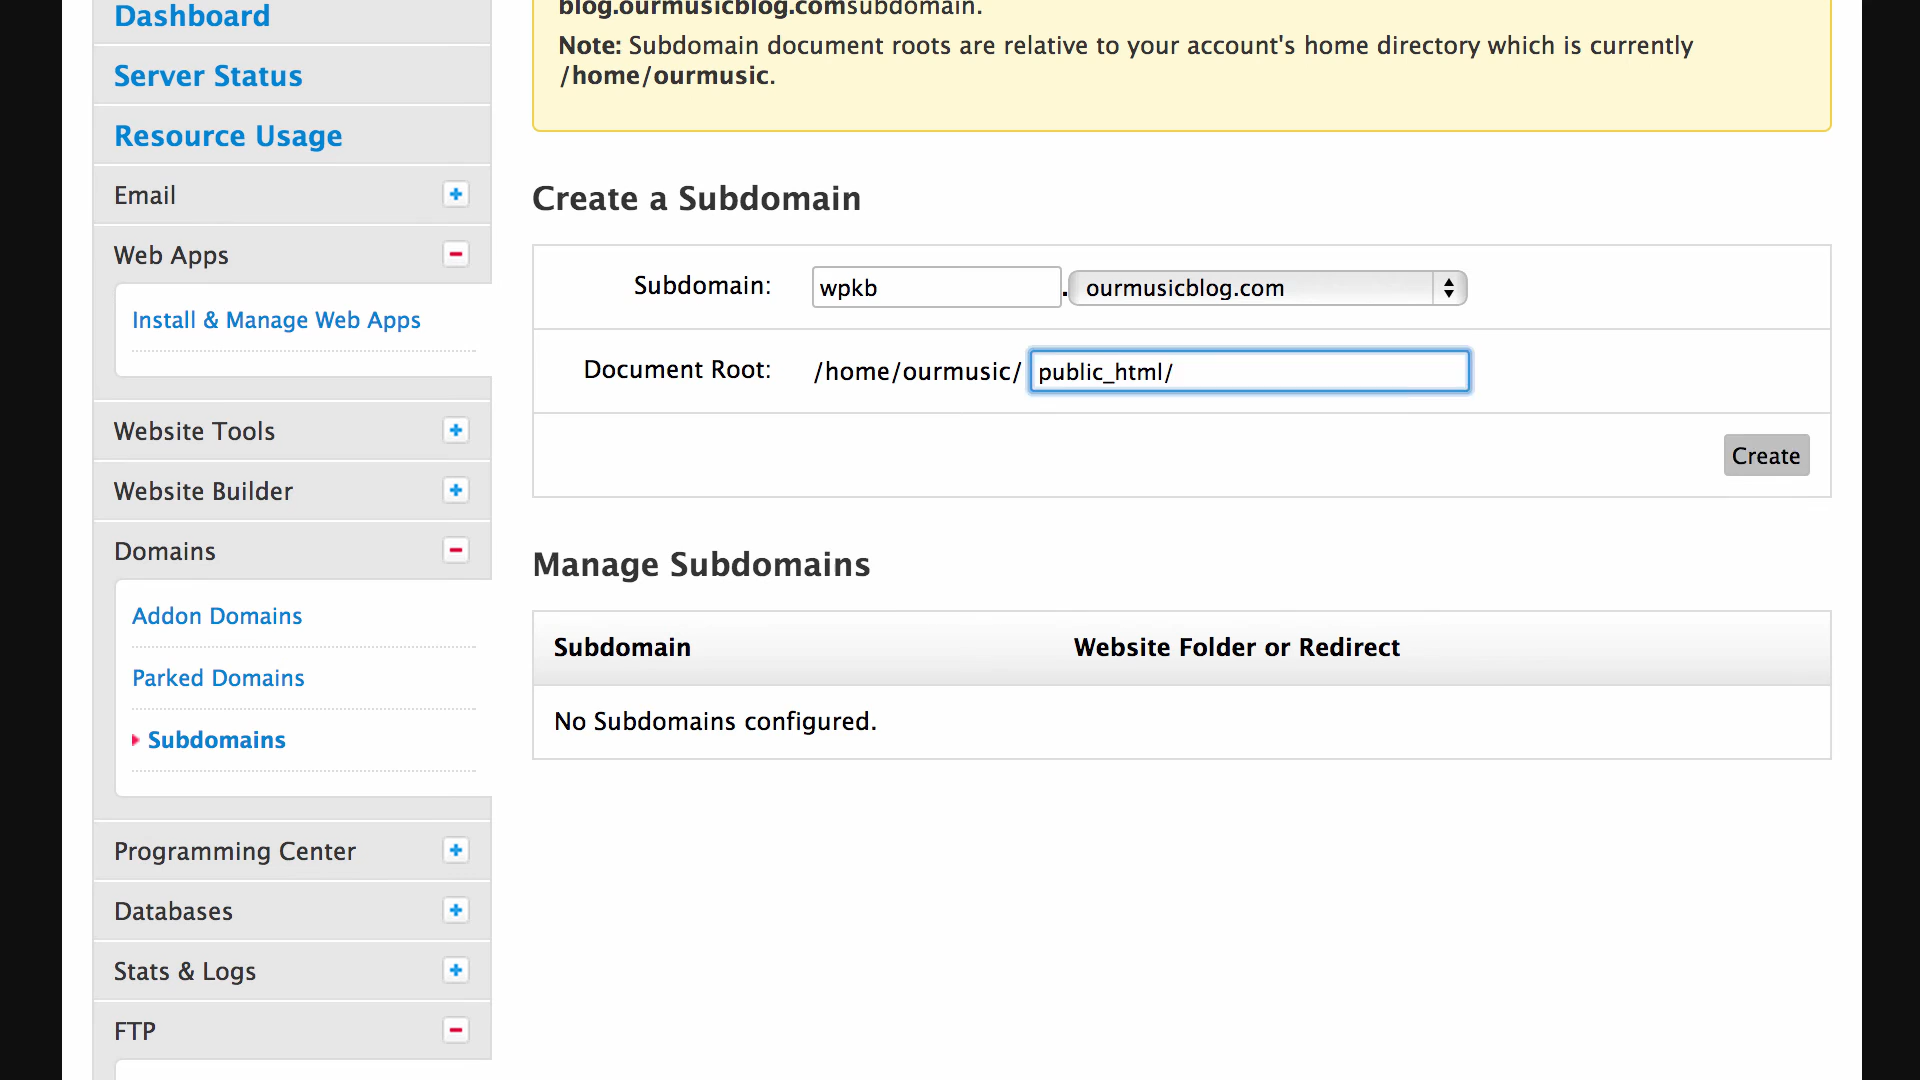 Dashboard
Server Status
Resource Usage
Email
Web Apps
Install & Manage Web Apps
Website Tools
Website Builder
Domains
Addon Domains
Parked Domains
Subdomains
Programming Center
Databases
Stats & Logs
FTP
blog.ourmusicblog.comsubdomain.
Note: Subdomain document roots are relative to your account's home directory which is currently
/home/ourmusic.
Create a Subdomain
Subdomain: wpkb . ourmusicblog.com
Document Root: /home/ourmusic/ public_html/
Create
Manage Subdomains
Subdomain Website Folder or Redirect
No Subdomains configured.